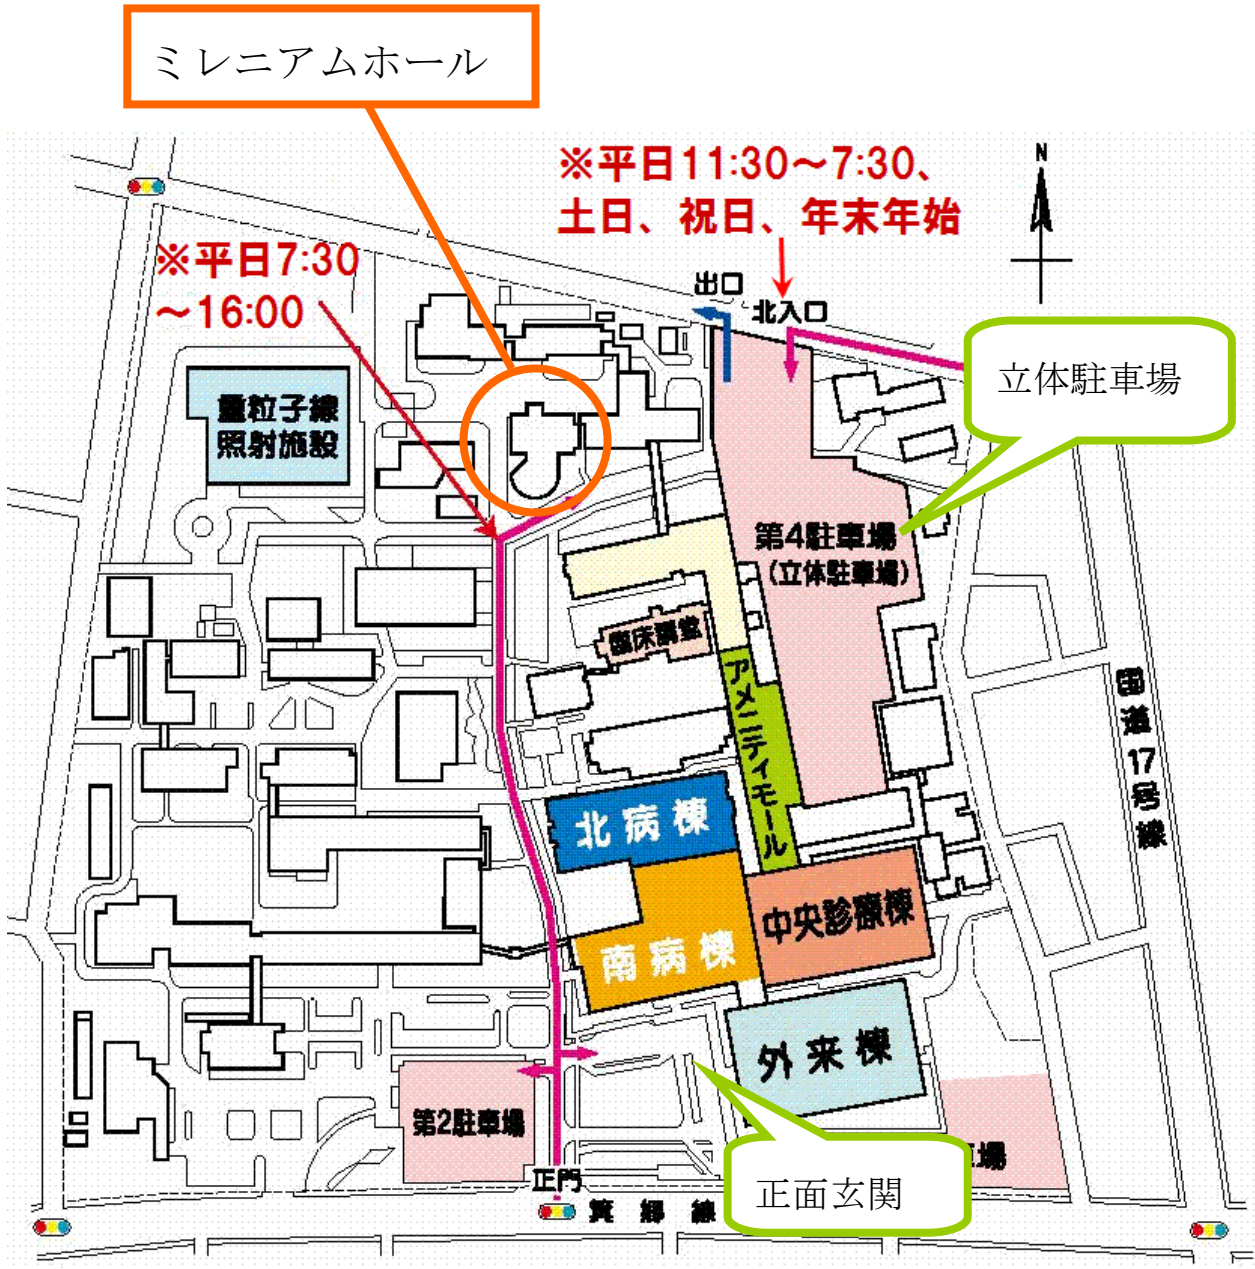 ミレニアムホール
※平日11:30～7:30、
土日、祝日、年末年始
N
※平日7:30
～16:00
出口
北入口
立体駐車場
重粒子線
照射施設
第4駐車場
(立体駐車場)
臨床講堂
アメニティモール
国道17号線
北病棟
中央診療棟
南病棟
外来棟
第2駐車場
車場
正門
正面玄関
箕郷線